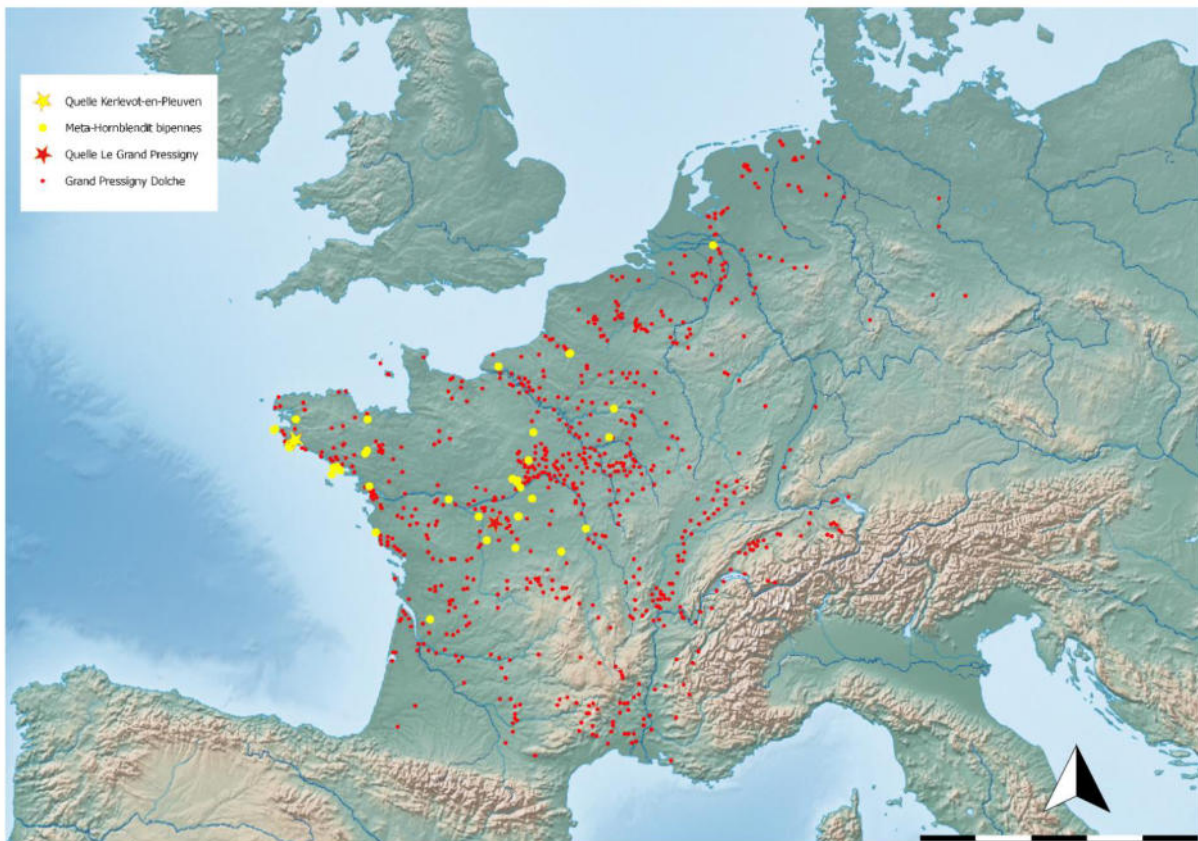 Quelle Kerlevot-en-Pleuven
Meta-Hornblendit bipennes
Quelle Le Grand Pressigny
Grand Pressigny Dolche